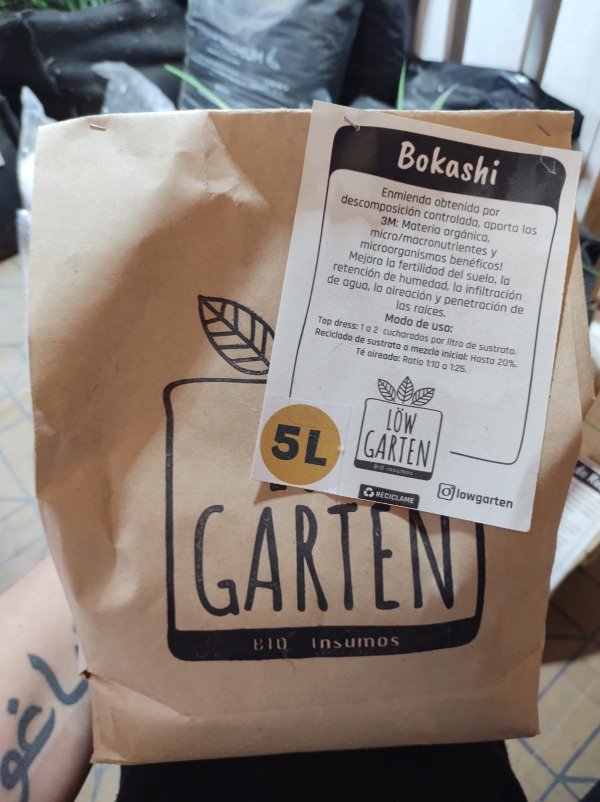 PREMIUM
Bokashi
Enmienda obtenida por
descomposición controlada, aporta las
3M: Materia orgánica,
micro/macronutrientes y
microorganismos benéficos!
Mejora la fertilidad del suelo, la
retención de humedad, la infiltración
de agua, la aireación y penetración de
las raíces.
Modo de uso:
Top dress: 1 a 2 cucharadas por litro de sustrato.
Reciclado de sustrato o mezcla inicial: Hasta 20%.
Té aireado: Ratio 1:10 a 1:25.
LÖW
GARTEN
BIO-insumos
5L
RECICLAME
lowgarten
GARTEN
BIO insumos